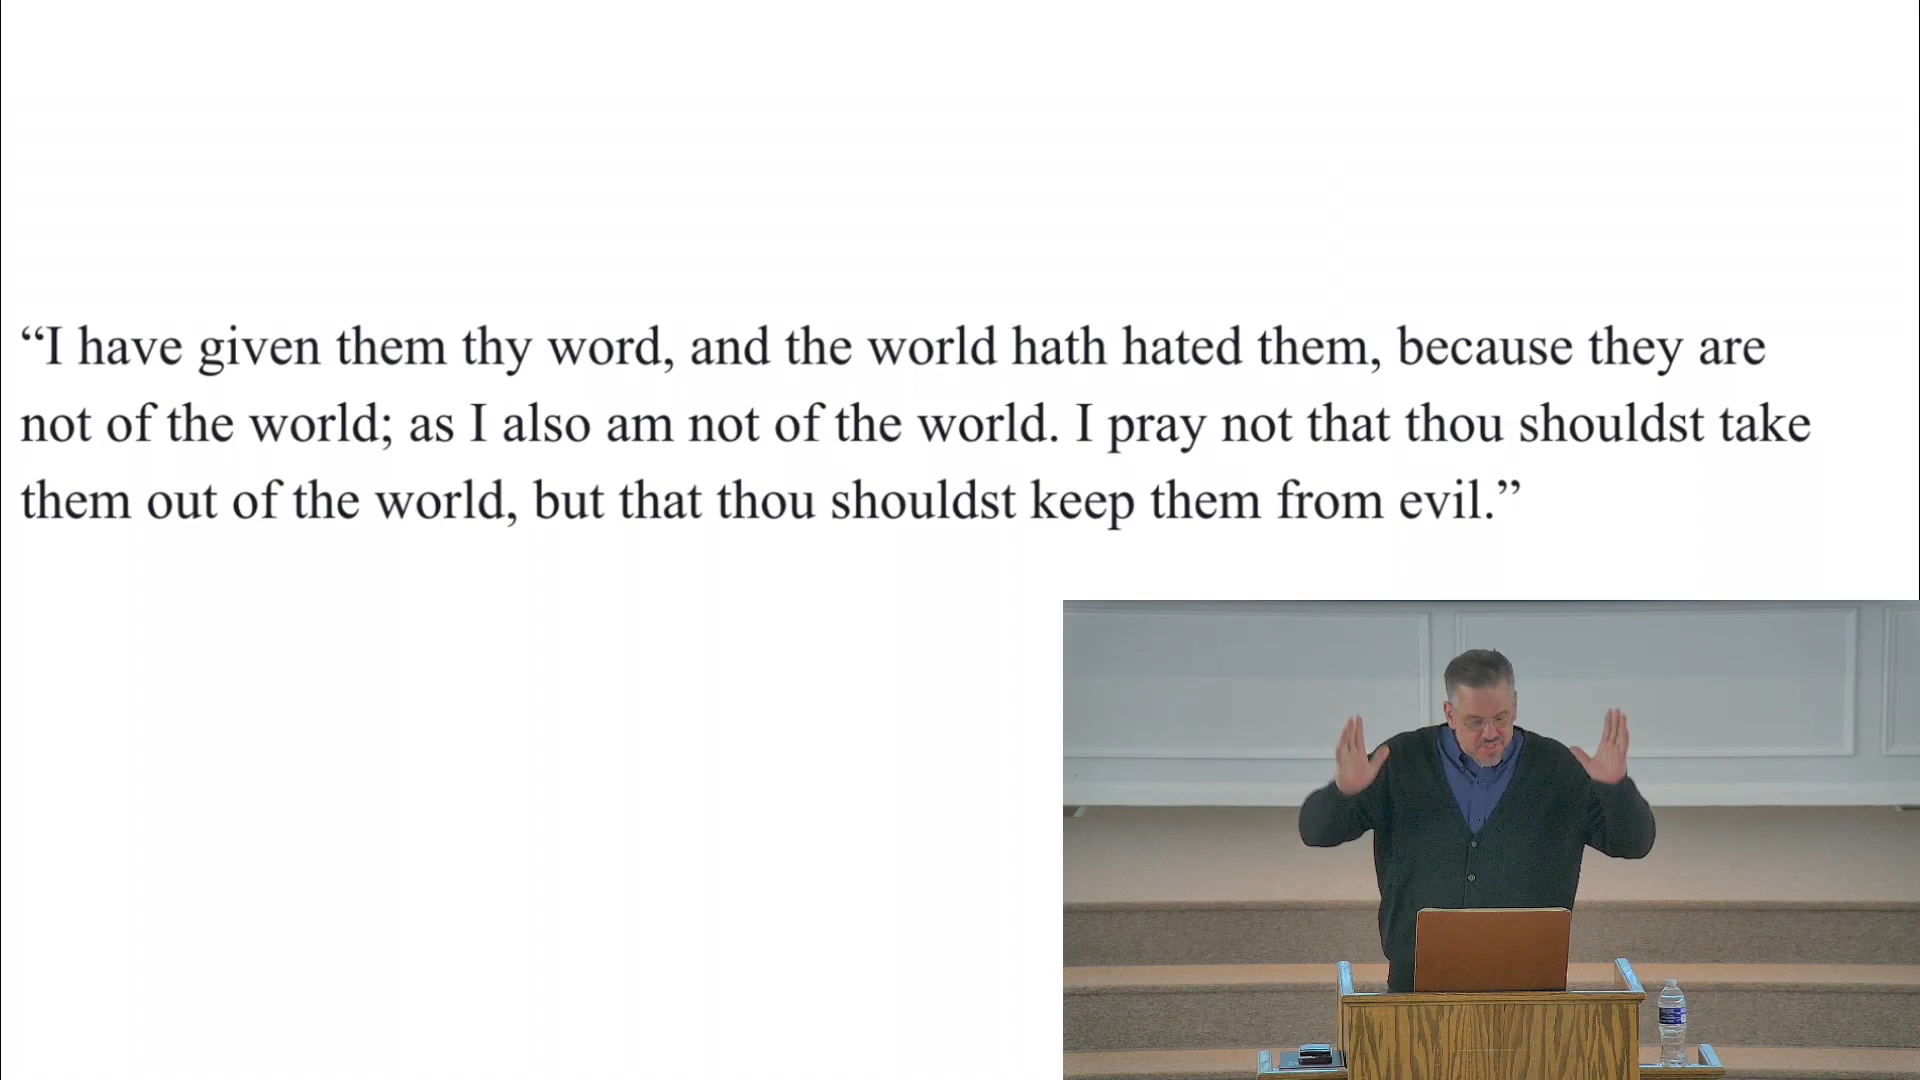 “I have given them thy word, and the world hath hated them, because they are
not of the world; as I also am not of the world. I pray not that thou shouldst take
them out of the world, but that thou shouldst keep them from evil.”